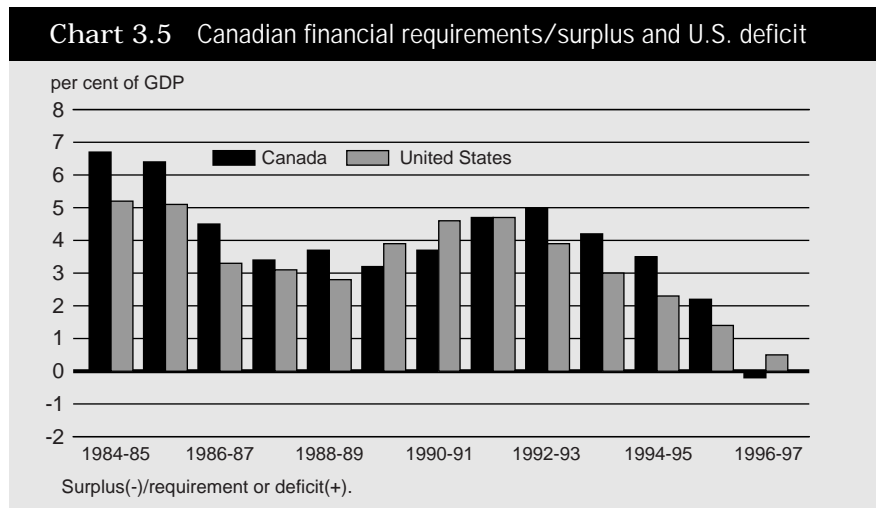 Chart 3.5 Canadian financial requirements/surplus and U.S. deficit
per cent of GDP
8
7
Canada United States
6
5
4
3
2
1
0
-1
-2
1984-85 1986-87 1988-89 1990-91 1992-93 1994-95 1996-97
Surplus(-)/requirement or deficit(+).